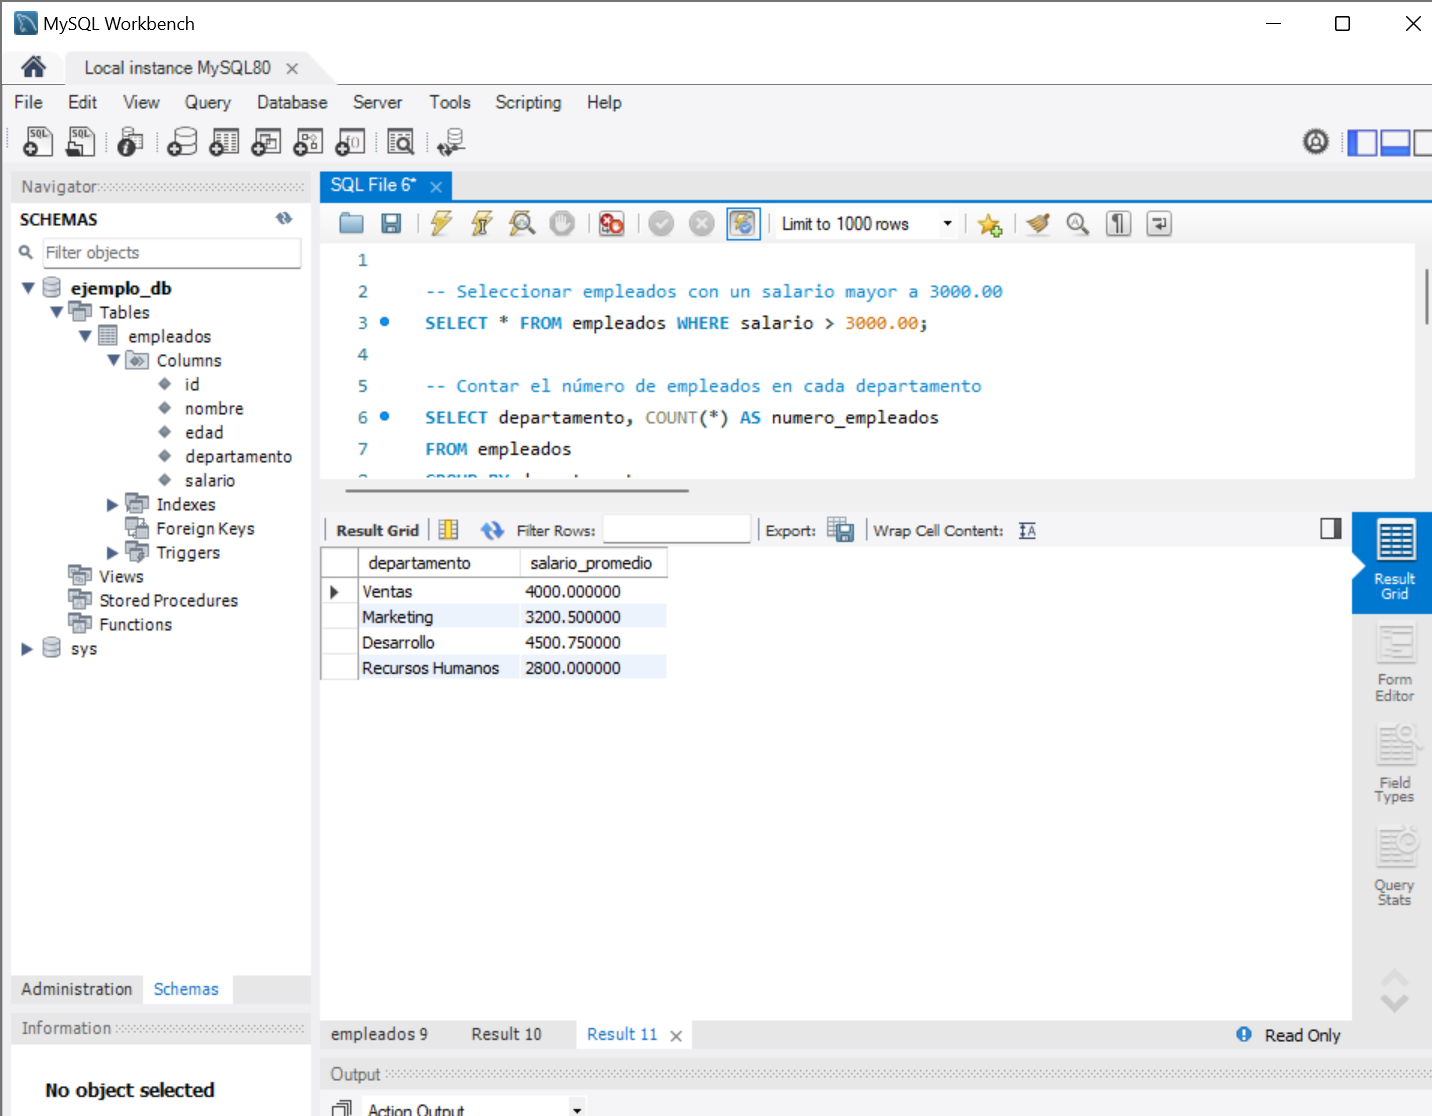 MySQL Workbench
Local instance MySQL80
File Edit View Query Database Server Tools Scripting Help
Navigator
SCHEMAS
Filter objects
ejemplo_db
Tables
empleados
Columns
id
nombre
edad
departamento
salario
Indexes
Foreign Keys
Triggers
Views
Stored Procedures
Functions
sys
Administration Schemas
Information
No object selected
SQL File 6*
Limit to 1000 rows
1
2 -- Seleccionar empleados con un salario mayor a 3000.00
3 SELECT * FROM empleados WHERE salario > 3000.00;
4
5 -- Contar el número de empleados en cada departamento
6 SELECT departamento, COUNT(*) AS numero_empleados
7 FROM empleados
Result Grid Filter Rows: Export: Wrap Cell Content:
departamento salario_promedio
Ventas 4000.000000
Marketing 3200.500000
Desarrollo 4500.750000
Recursos Humanos 2800.000000
Result Grid
Form Editor
Field Types
Query Stats
empleados 9 Result 10 Result 11 Read Only
Output
Action Output